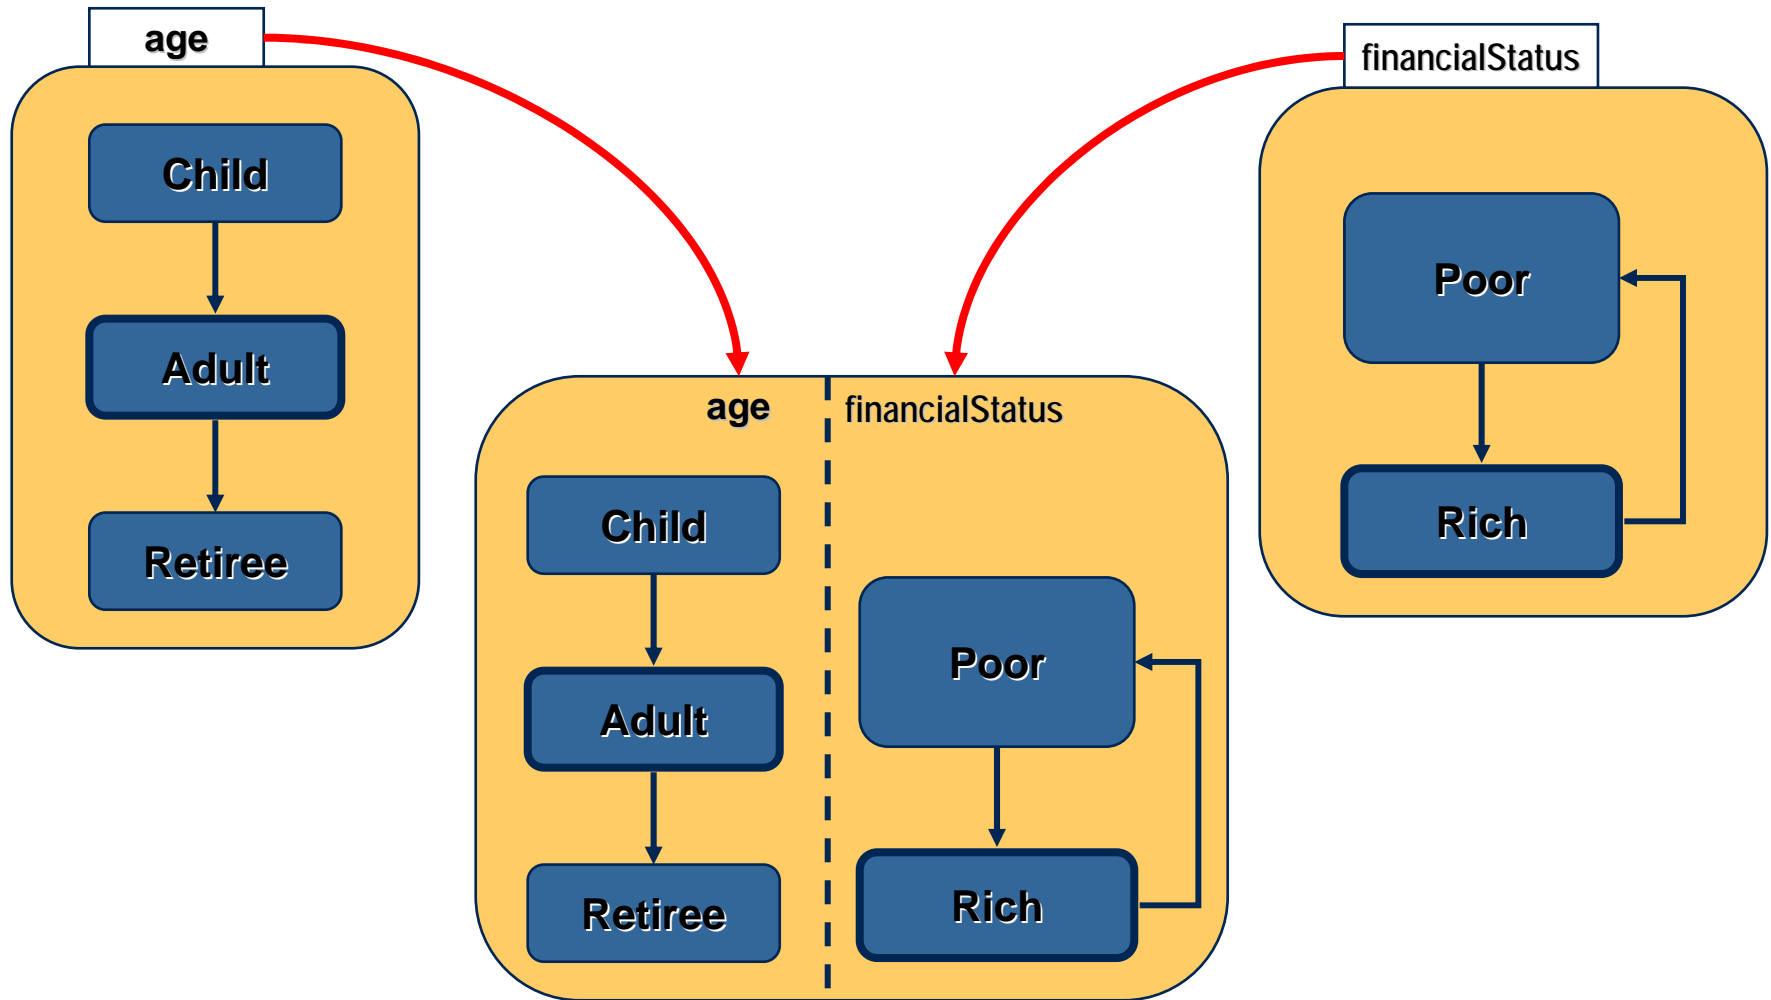 age
Child
Adult
Retiree
financialStatus
Poor
Rich
age
financialStatus
Child
Adult
Retiree
Poor
Rich